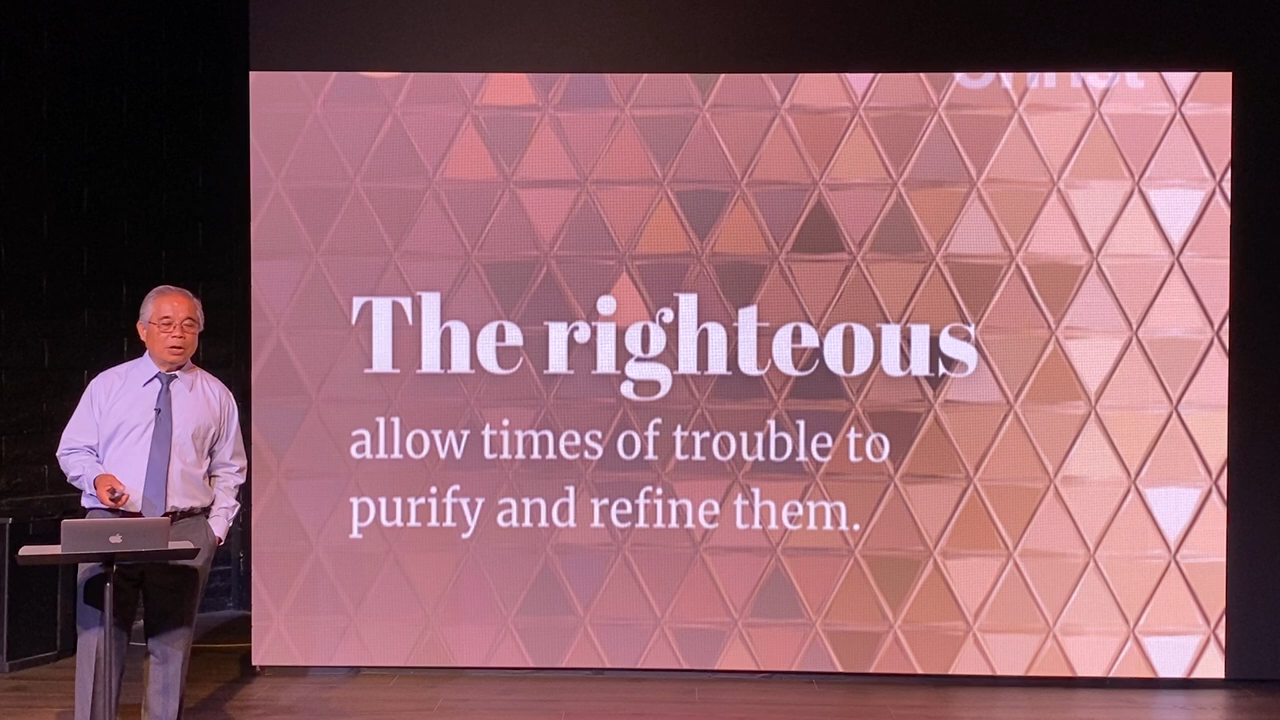 The righteous
allow times of trouble to
purify and refine them.